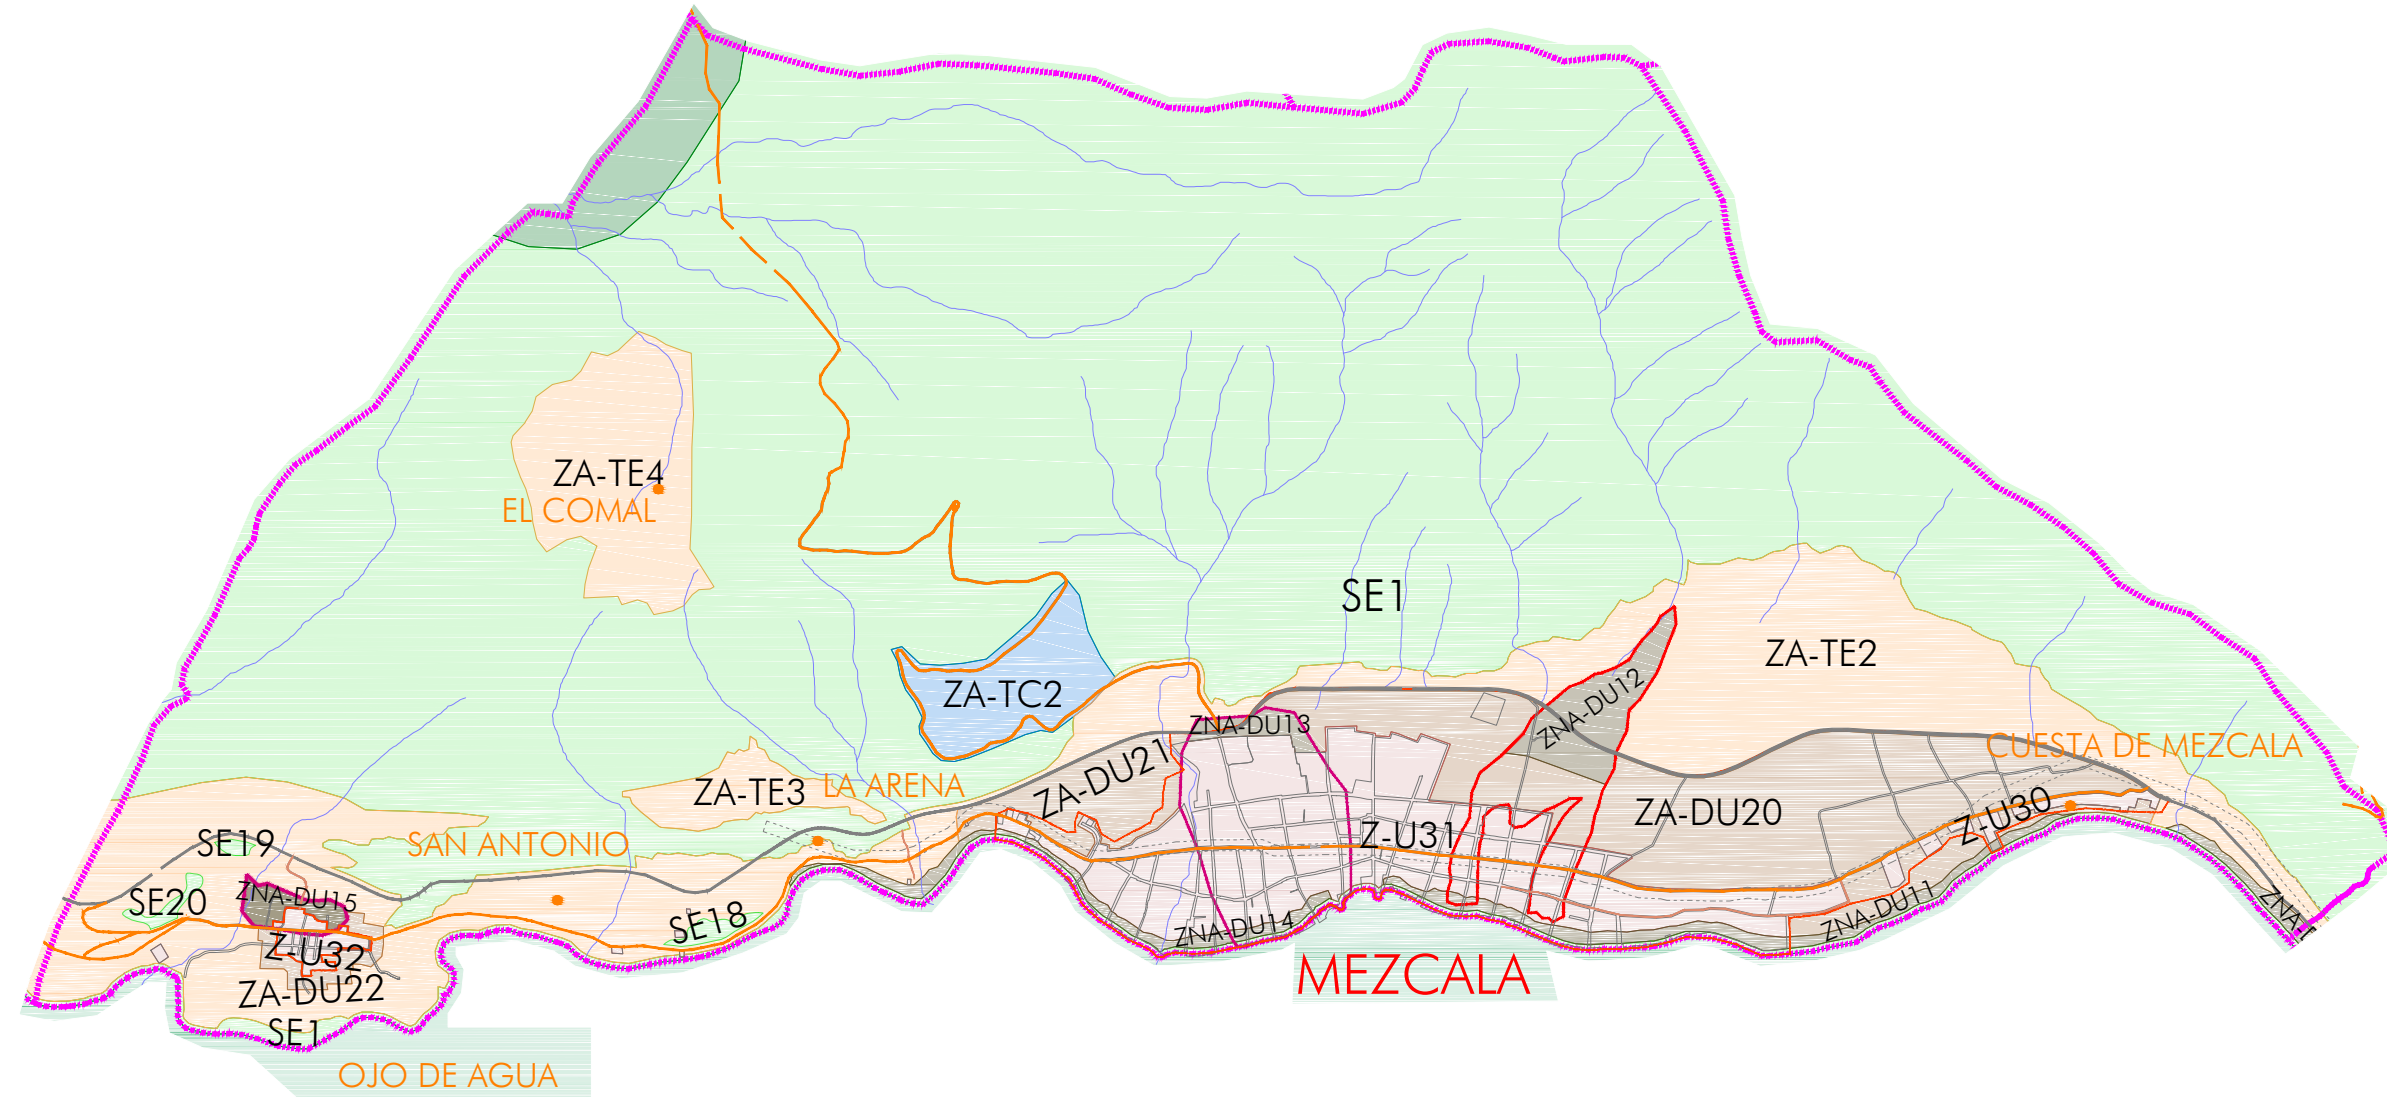 ZA-TE4
EL COMAL
SE1
ZA-TE2
ZA-TC2
ZNA-DU12
ZNA-DU13
CUESTA DE MEZCALA
ZA-DU21
ZA-TE3
LA ARENA
ZA-DU20
Z-U30
Z-U31
SE19
SAN ANTONIO
ZNA-DU15
SE20
SE18
ZNA-DU14
ZNA-DU11
Z-U32
MEZCALA
ZA-DU22
SE1
OJO DE AGUA